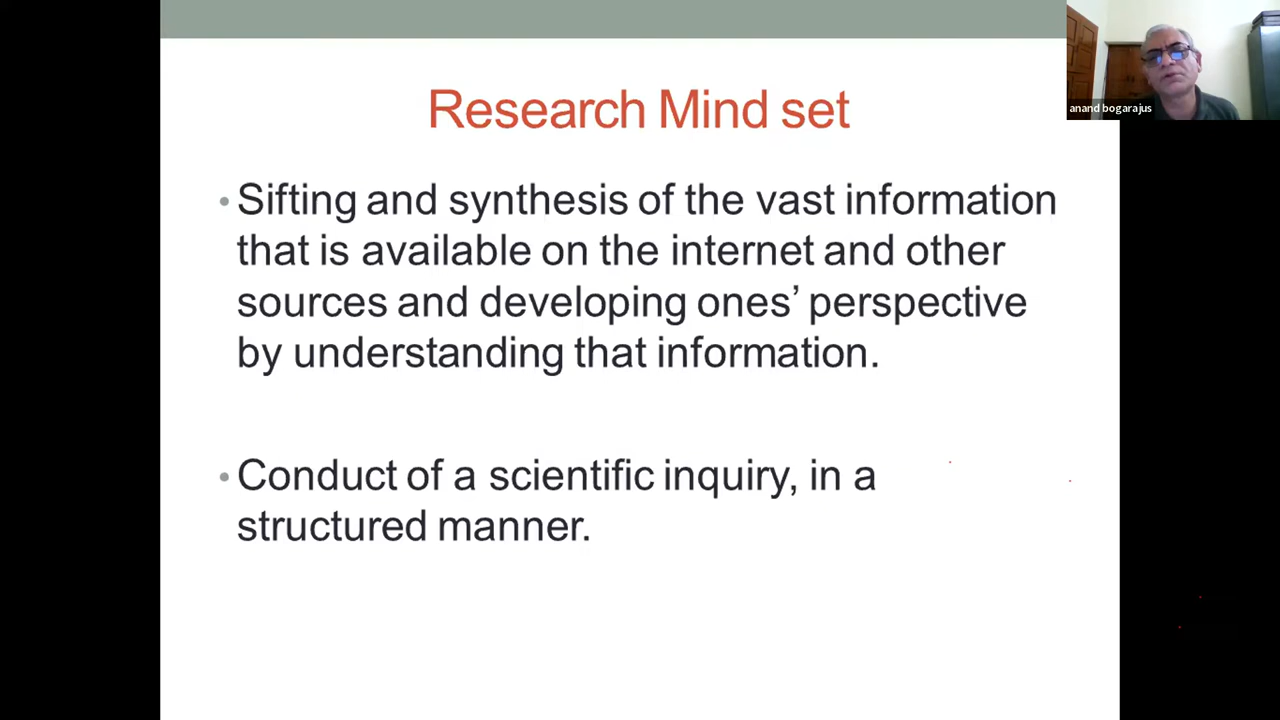 Research Mind set
• Sifting and synthesis of the vast information
that is available on the internet and other
sources and developing ones’ perspective
by understanding that information.
• Conduct of a scientific inquiry, in a
structured manner.
anand bogarajus